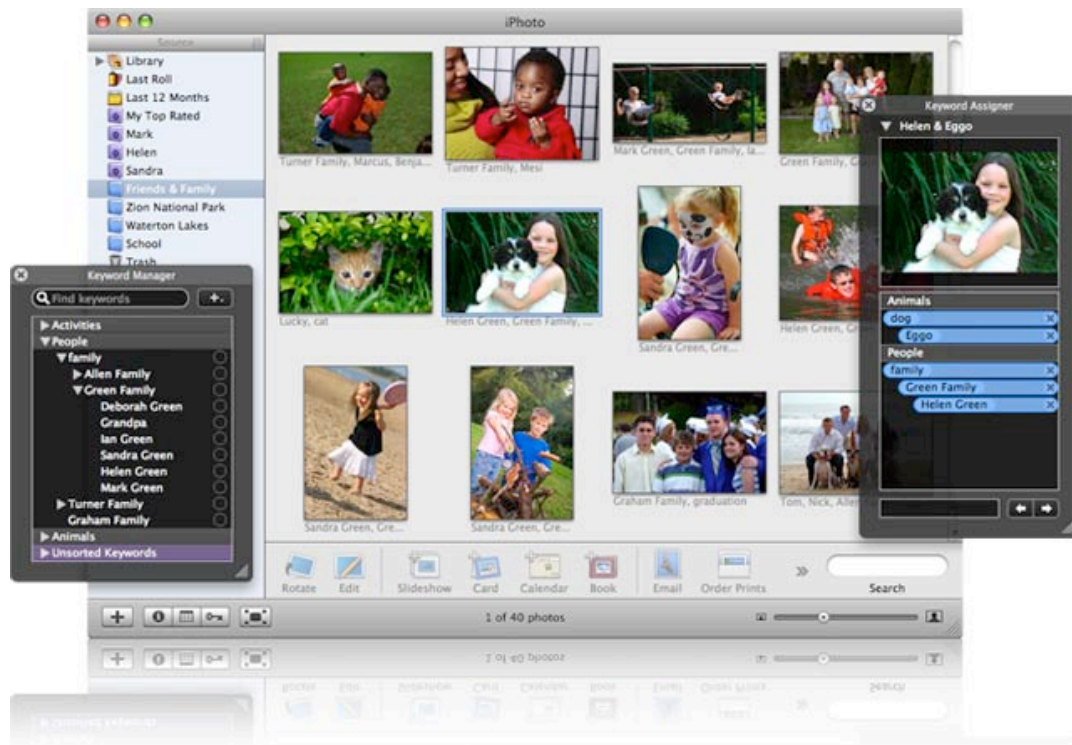 iPhoto
Source
Library
Last Roll
Last 12 Months
My Top Rated
Mark
Helen
Sandra
Friends & Family
Zion National Park
Waterton Lakes
School
Trash
Turner Family, Marcus, Benja...
Turner Family, Mesi
Mark Green, Green Family, Ia...
Green Family, Gr
Lucky, cat
Helen Green, Green Family, ...
Sandra Green, Gre...
Helen Green, Gr
Sandra Green, Gre...
Sandra Green, Gre...
Graham Family, graduation
Tom, Nick, Allen
Rotate
Edit
Slideshow
Card
Calendar
Book
Email
Order Prints
Search
1 of 40 photos
Keyword Manager
Find keywords
Activities
People
family
Allen Family
Green Family
Deborah Green
Grandpa
Ian Green
Sandra Green
Helen Green
Mark Green
Turner Family
Graham Family
Animals
Unsorted Keywords
Keyword Assigner
Helen & Eggo
Animals
dog
Eggo
People
family
Green Family
Helen Green